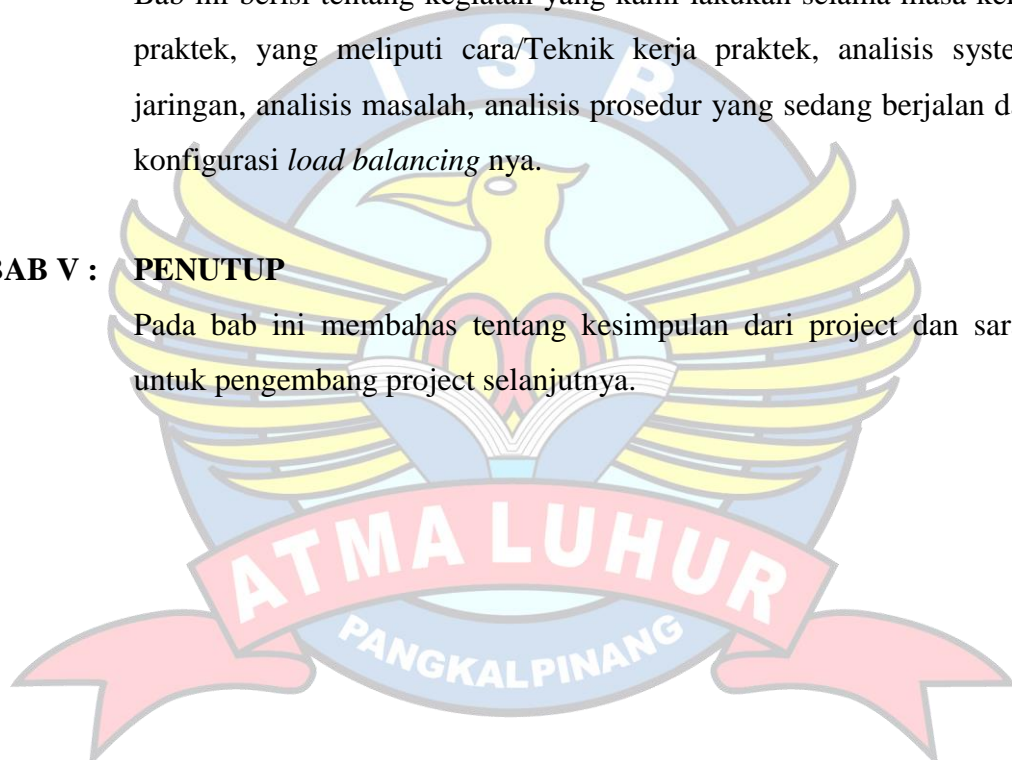 praktek, yang meliputi cara/Teknik kerja praktek, analisis
jaringan, analisis masalah, analisis prosedur yang sedang berjalan
konfigurasi load balancing nya.
BAB V : PENUTUP
Pada bab ini membahas tentang kesimpulan dari project dan
untuk pengembang project selanjutnya.
I S B
ATMA LUHUR
PANGKALPINANG